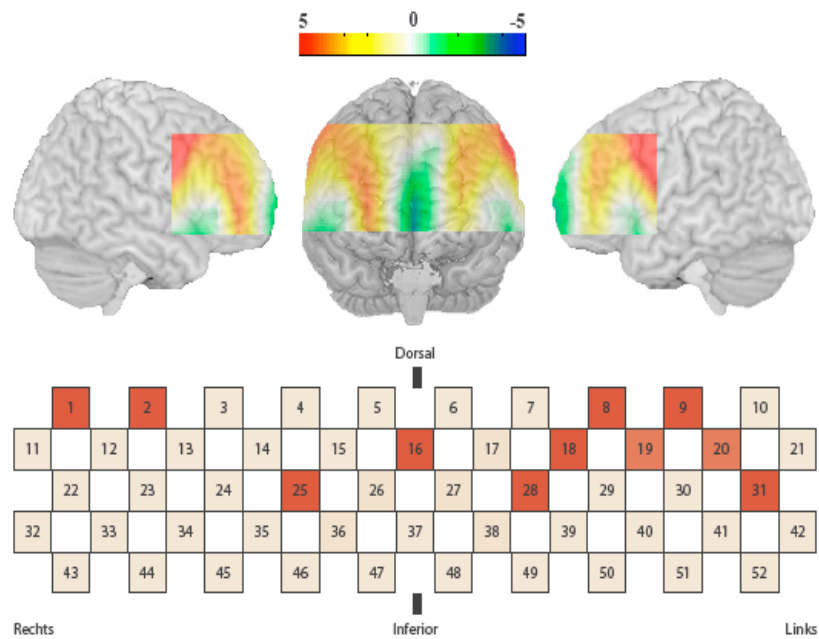 5 0 -5
Dorsal
1 2 3 4 5 6 7 8 9 10
11 12 13 14 15 16 17 18 19 20 21
22 23 24 25 26 27 28 29 30 31
32 33 34 35 36 37 38 39 40 41 42
43 44 45 46 47 48 49 50 51 52
Rechts Inferior Links